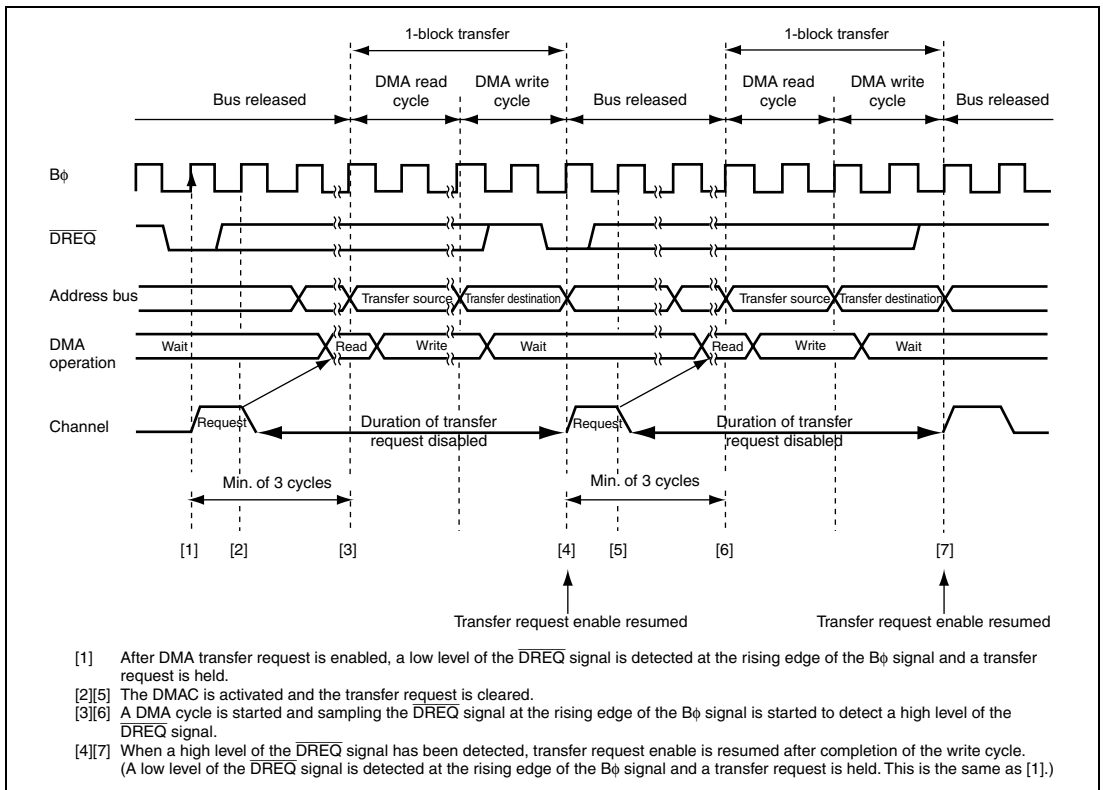 1-block transfer 1-block transfer
DMA read cycle DMA write cycle DMA read cycle DMA write cycle
Bus released Bus released Bus released
Bϕ
DREQ
Address bus Transfer source Transfer destination Transfer source Transfer destination
DMA operation Wait Read Write Wait Read Write Wait
Channel Request Duration of transfer request disabled Request Duration of transfer request disabled
Min. of 3 cycles Min. of 3 cycles
[1] [2] [3] [4] [5] [6] [7]
Transfer request enable resumed Transfer request enable resumed
[1] After DMA transfer request is enabled, a low level of the DREQ signal is detected at the rising edge of the Bϕ signal and a transfer
request is held.
[2][5] The DMAC is activated and the transfer request is cleared.
[3][6] A DMA cycle is started and sampling the DREQ signal at the rising edge of the Bϕ signal is started to detect a high level of the
DREQ signal.
[4][7] When a high level of the DREQ signal has been detected, transfer request enable is resumed after completion of the write cycle.
(A low level of the DREQ signal is detected at the rising edge of the Bϕ signal and a transfer request is held. This is the same as [1].)